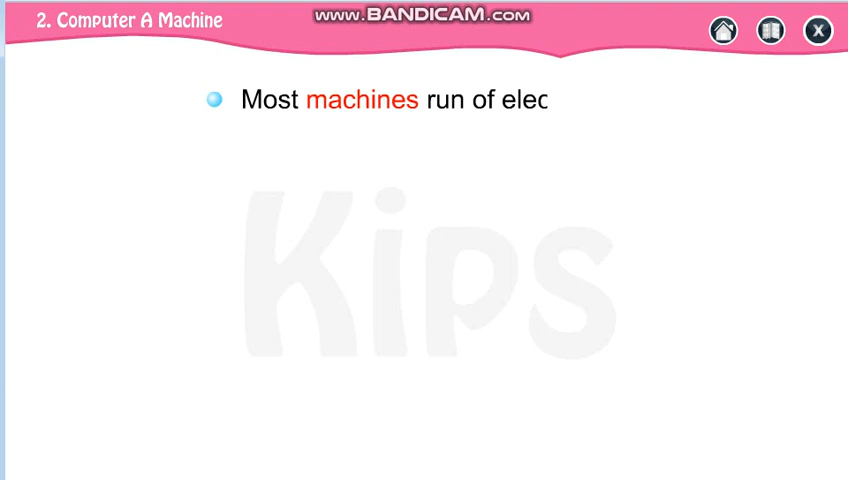 www.BANDICAM.com
2. Computer A Machine
Most machines run of elec
Kips